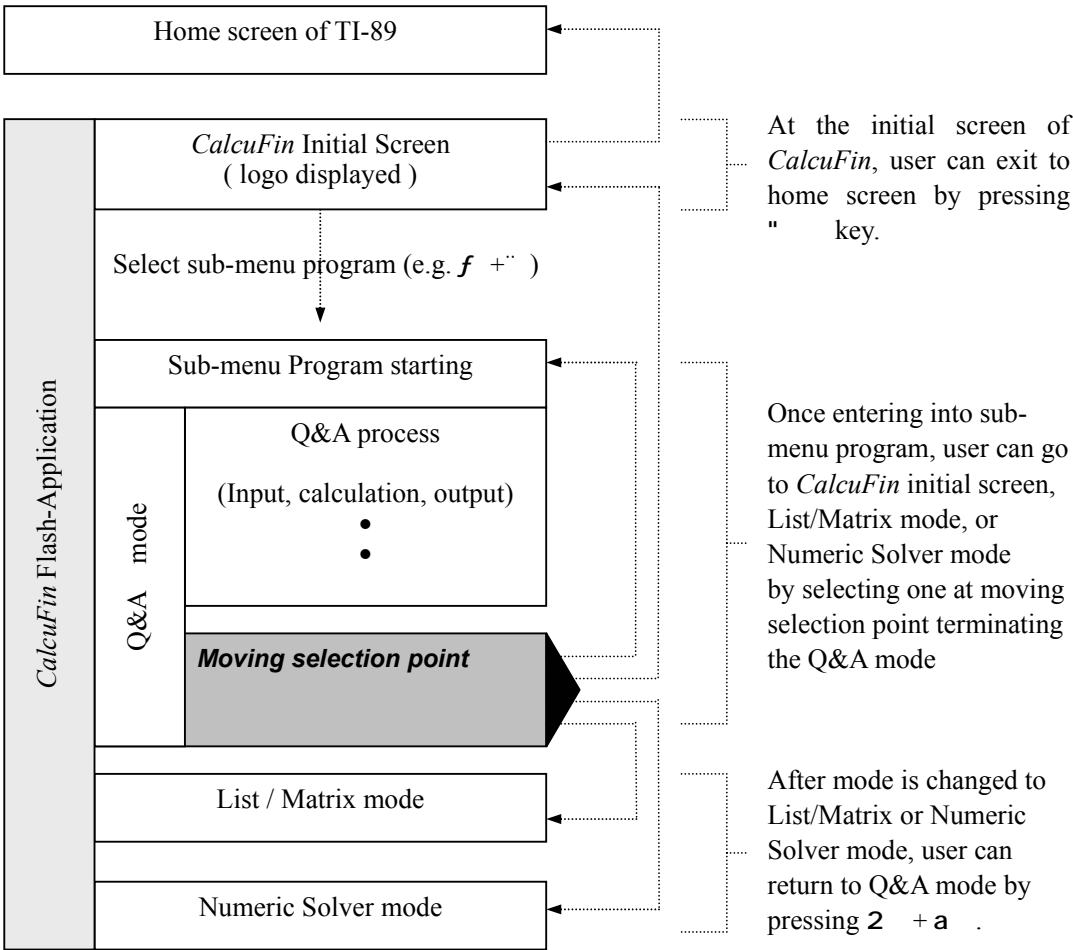 Home screen of TI-89
CalcuFin Initial Screen
( logo displayed )
At the initial screen of
CalcuFin, user can exit to
home screen by pressing
" key.
Select sub-menu program (e.g. ƒ +¨ )
CalcuFin Flash-Application
Sub-menu Program starting
Q&A mode
Q&A process
(Input, calculation, output)
•
•
Moving selection point
Once entering into sub-
menu program, user can go
to CalcuFin initial screen,
List/Matrix mode, or
Numeric Solver mode
by selecting one at moving
selection point terminating
the Q&A mode
List / Matrix mode
Numeric Solver mode
After mode is changed to
List/Matrix or Numeric
Solver mode, user can
return to Q&A mode by
pressing 2 + a .